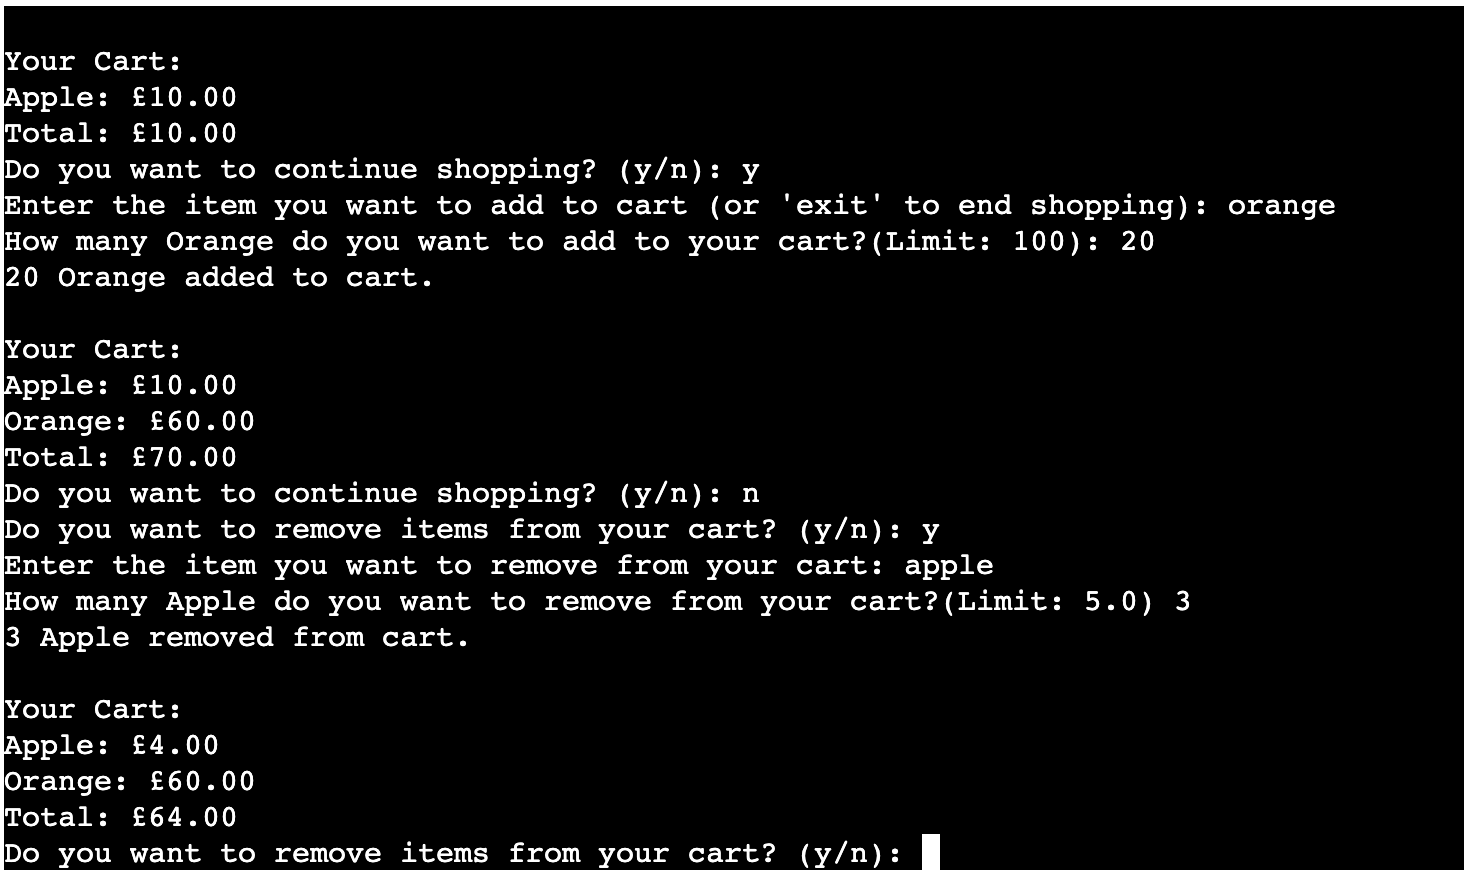 Your Cart:
Apple: £10.00
Total: £10.00
Do you want to continue shopping? (y/n): y
Enter the item you want to add to cart (or 'exit' to end shopping): orange
How many Orange do you want to add to your cart?(Limit: 100): 20
20 Orange added to cart.
Your Cart:
Apple: £10.00
Orange: £60.00
Total: £70.00
Do you want to continue shopping? (y/n): n
Do you want to remove items from your cart? (y/n): y
Enter the item you want to remove from your cart: apple
How many Apple do you want to remove from your cart?(Limit: 5.0) 3
3 Apple removed from cart.
Your Cart:
Apple: £4.00
Orange: £60.00
Total: £64.00
Do you want to remove items from your cart? (y/n):